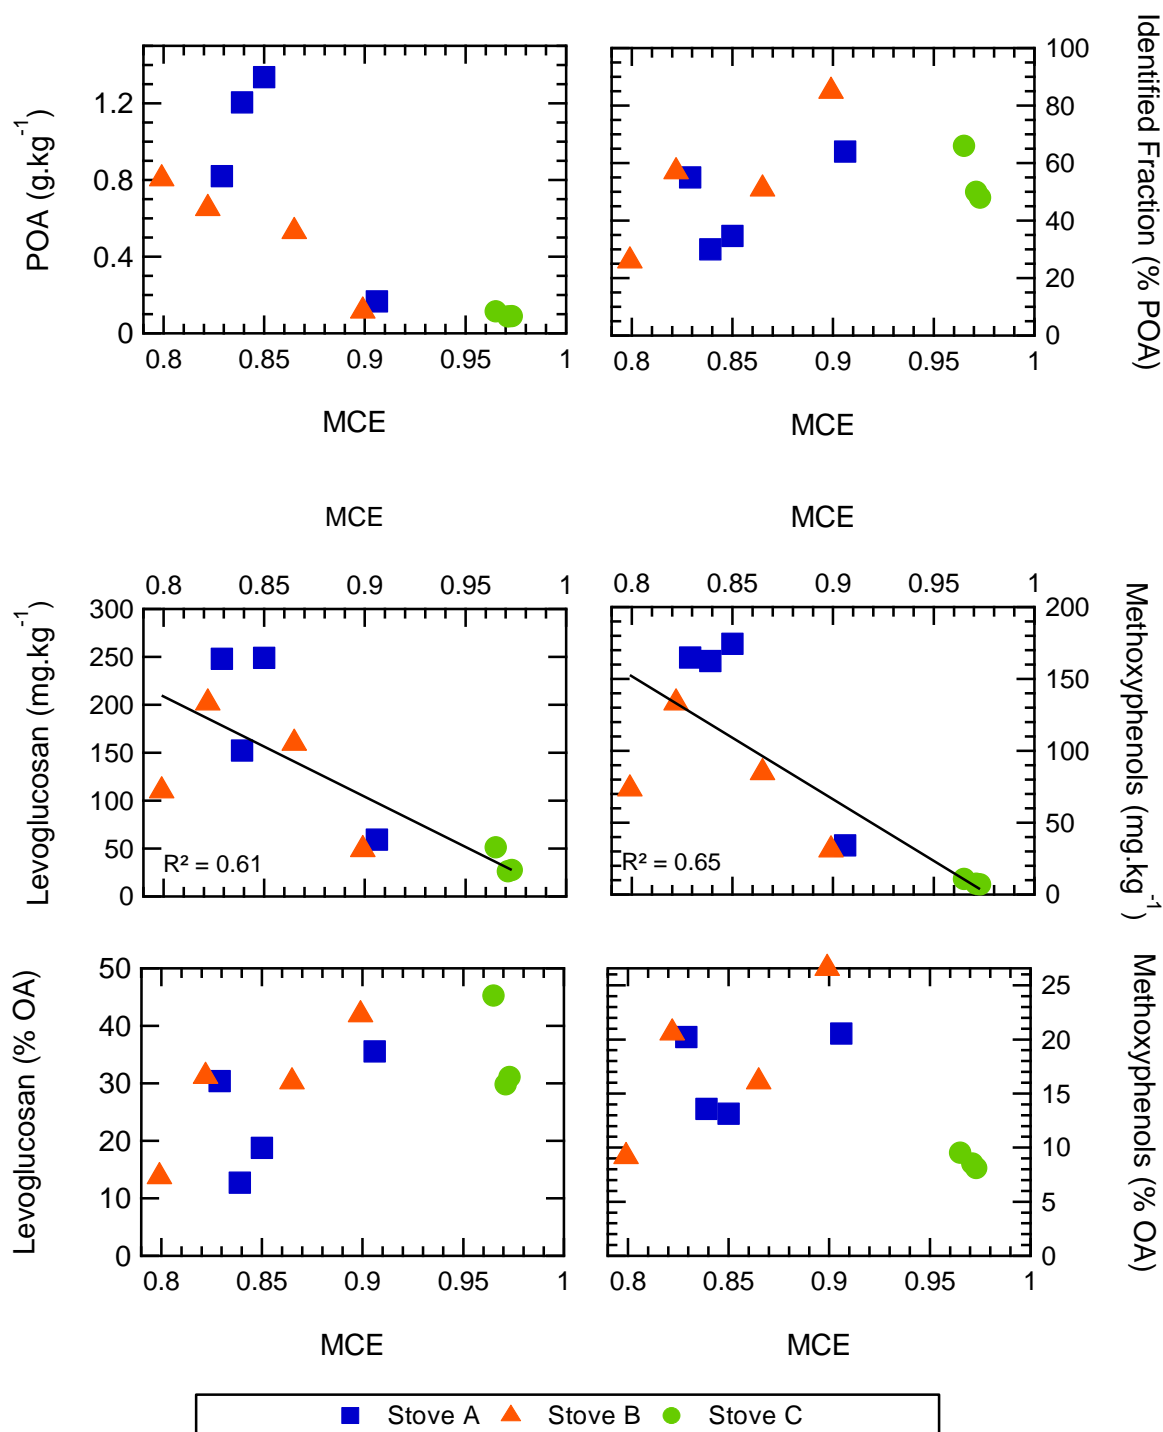 POA (g.kg-1)
1.2
0.8
0.4
0
0.8 0.85 0.9 0.95 1
MCE
Identified Fraction (% POA)
100
80
60
40
20
0
0.8 0.85 0.9 0.95 1
MCE
MCE
0.8 0.85 0.9 0.95 1
Levoglucosan (mg.kg-1)
300
250
200
150
100
50
0
R² = 0.61
MCE
0.8 0.85 0.9 0.95 1
Methoxyphenols (mg.kg-1)
200
150
100
50
0
R² = 0.65
Levoglucosan (% OA)
50
40
30
20
10
0
0.8 0.85 0.9 0.95 1
MCE
Methoxyphenols (% OA)
25
20
15
10
5
0
0.8 0.85 0.9 0.95 1
MCE
Stove A Stove B Stove C